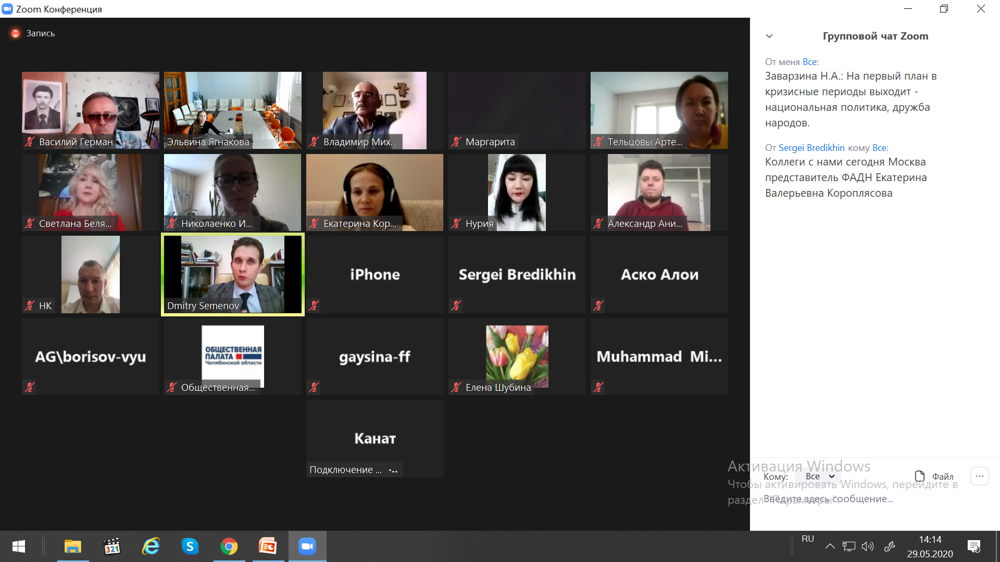 Zoom Конференция
Запись
Василий Герман
Эльвина Ягнакова
Владимир Мих...
Маргарита
Тельцовы Арте...
Светлана Беля...
Николаенко И...
Екатерина Кор...
Нурия
Александр Ани...
НК
Dmitry Semenov
iPhone
Sergei Bredikhin
Аско Алои
AG\borisov-vyu
ОБЩЕСТВЕННАЯ
ПАЛАТА
Челябинской области
Общественная...
gaysina-ff
Елена Шубина
Muhammad Mi...
Канат
Подключение ...
Групповой чат Zoom
От меня Все:
Заварзина Н.А.: На первый план в
кризисные периоды выходит -
национальная политика, дружба
народов.
От Sergei Bredikhin кому Все:
Коллеги с нами сегодня Москва
представитель ФАДН Екатерина
Валерьевна Короплясова
Активация Windows
Кому: Все
Файл
Чтобы активировать Windows, перейдите в
раздел "Параметры".
Введите здесь сообщение...
321
RU
14:14
29.05.2020